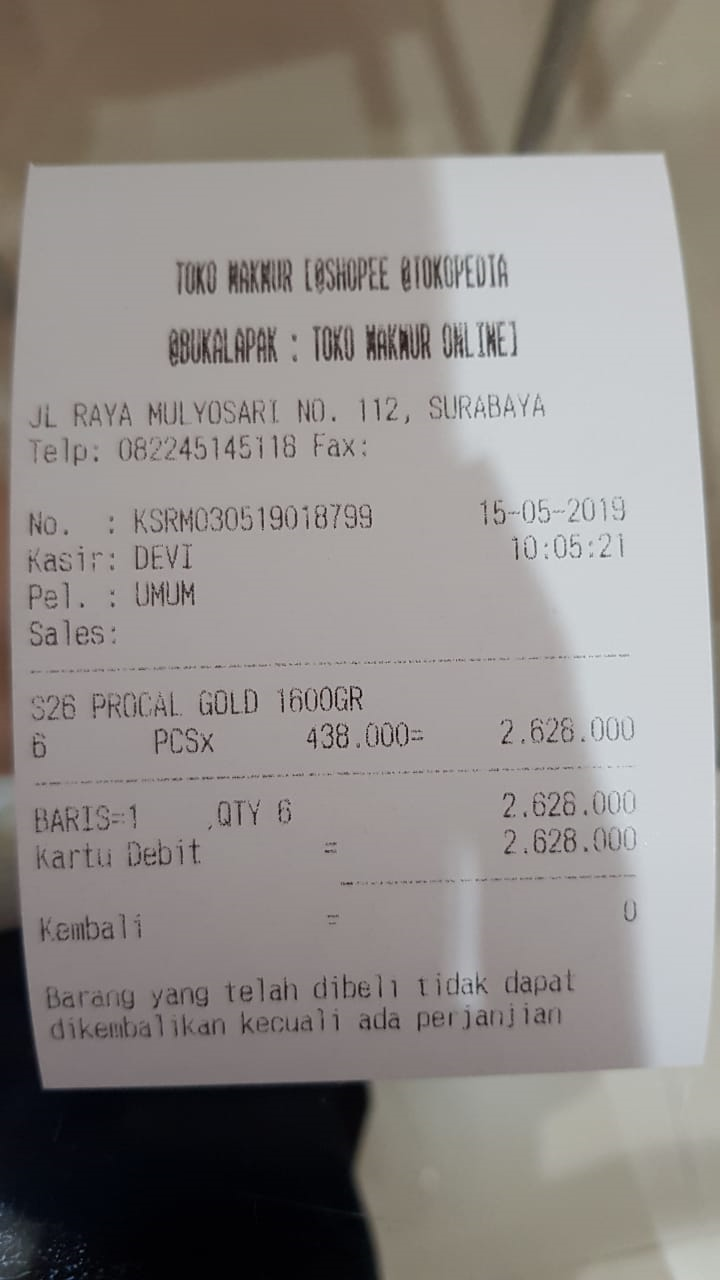 TOKO MAKMUR [@SHOPEE @TOKOPEDIA
@BUKALAPAK : TOKO MAKMUR ONLINE]
JL RAYA MULYOSARI NO. 112, SURABAYA
Telp: 082245145118 Fax:
No. : KSRM030519018799 15-05-2019
Kasir: DEVI 10:05:21
Pel. : UMUM
Sales:
S26 PROCAL GOLD 1600GR
6 PCSx 438.000= 2.628.000
BARIS=1 ,QTY 6 2.628.000
Kartu Debit = 2.628.000
Kembali = 0
Barang yang telah dibeli tidak dapat
dikembalikan kecuali ada perjanjian